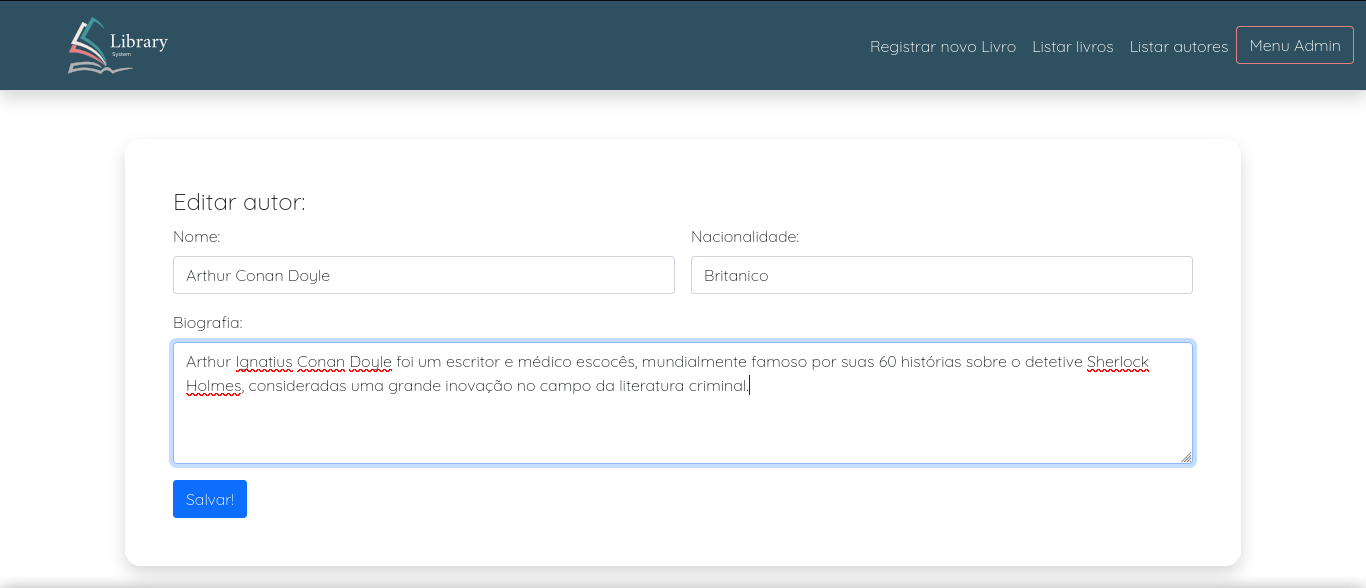 Library
System
Registrar novo Livro
Listar livros
Listar autores
Menu Admin
Editar autor:
Nome:
Nacionalidade:
Arthur Conan Doyle
Britanico
Biografia:
Arthur Ignatius Conan Doyle foi um escritor e médico escocês, mundialmente famoso por suas 60 histórias sobre o detetive Sherlock
Holmes, consideradas uma grande inovação no campo da literatura criminal.
Salvar!